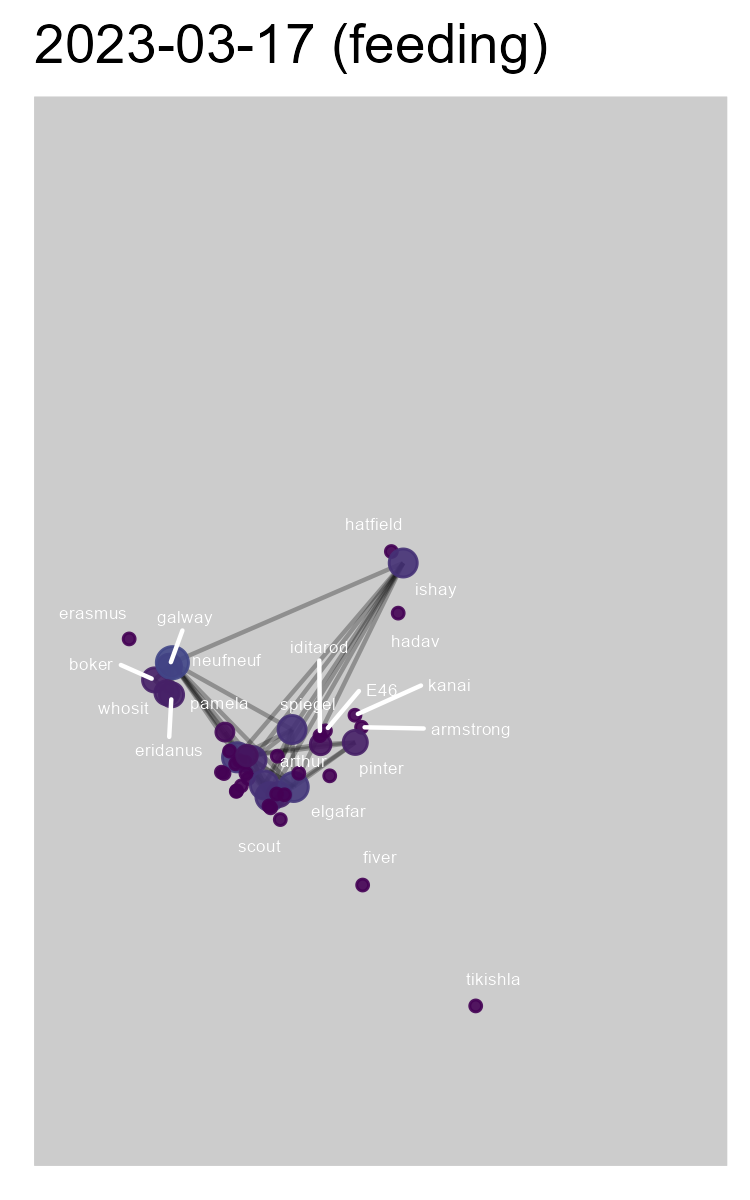 2023-03-17 (feeding)
hatfield
ishay
erasmus
galway
hadav
iditarod
boker
neufneuf
E46
kanai
whosit
pamela
spiegel
armstrong
eridanus
arthur
pinter
elgafar
scout
fiver
tikishla